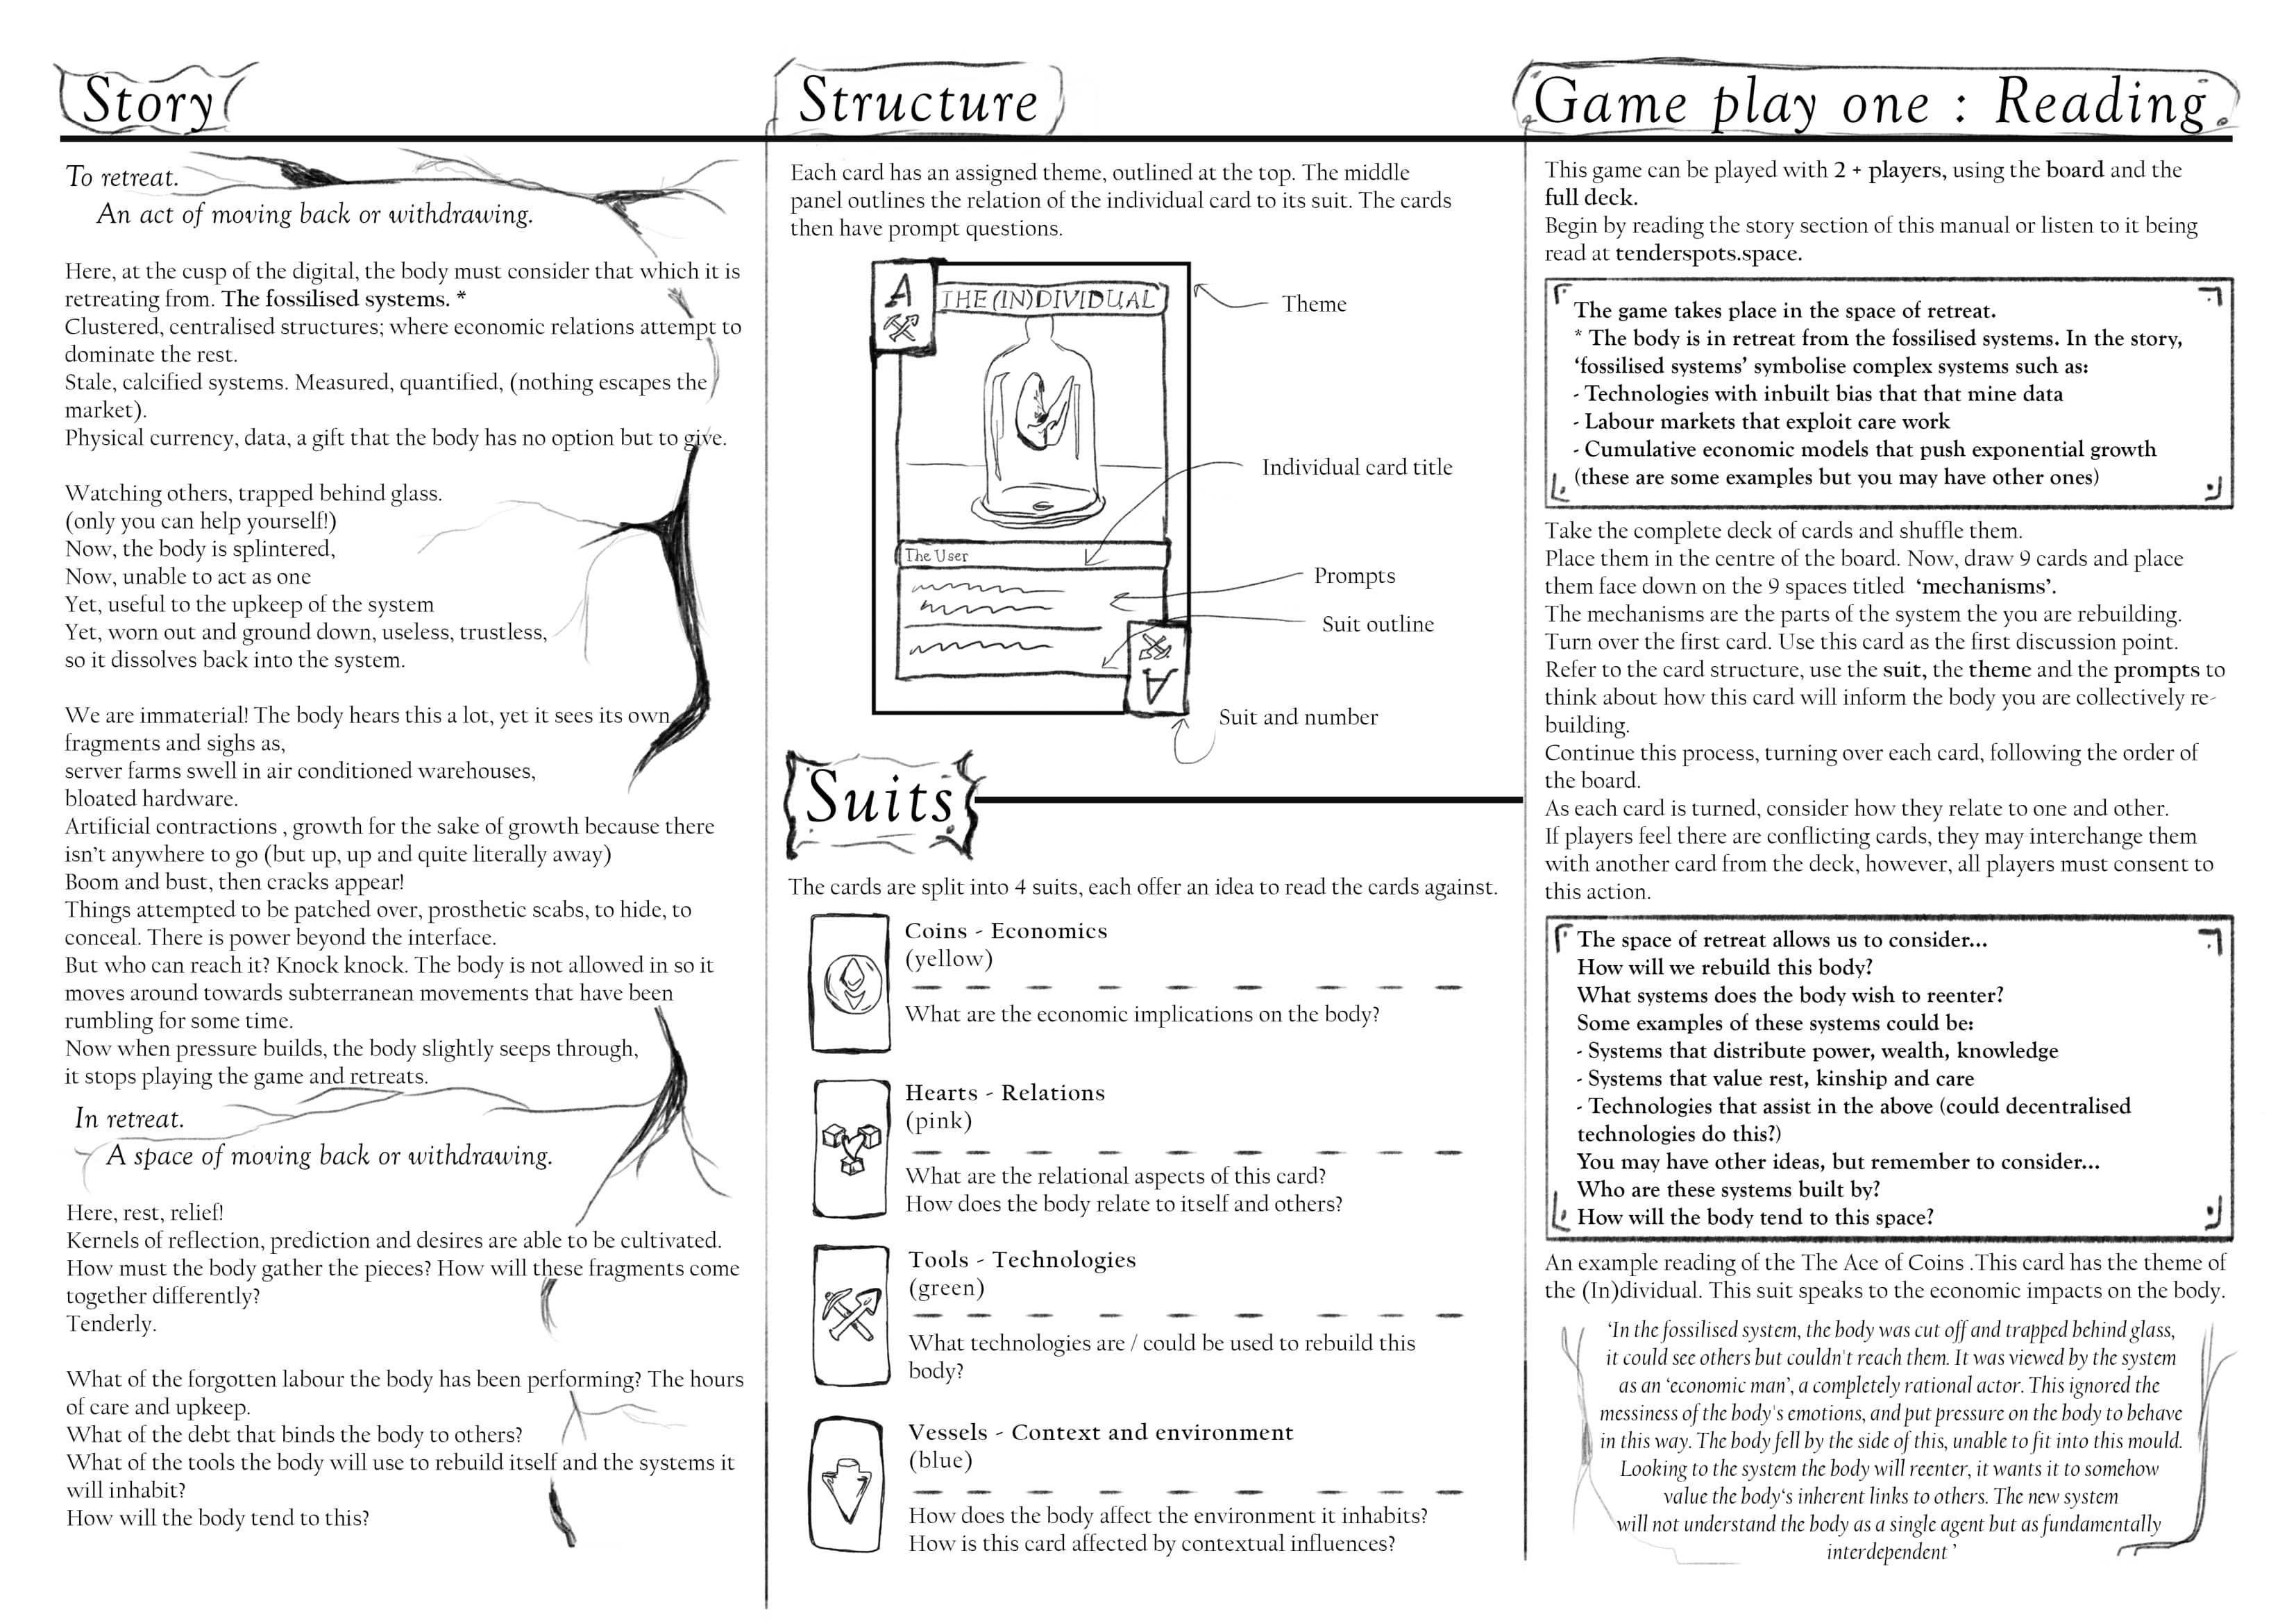 Story
To retreat.
An act of moving back or withdrawing.
Here, at the cusp of the digital, the body must consider that which it is
retreating from. The fossilised systems. *
Clustered, centralised structures; where economic relations attempt to
dominate the rest.
Stale, calcified systems. Measured, quantified, (nothing escapes the
market).
Physical currency, data, a gift that the body has no option but to give.
Watching others, trapped behind glass.
(only you can help yourself!)
Now, the body is splintered,
Now, unable to act as one
Yet, useful to the upkeep of the system
Yet, worn out and ground down, useless, trustless,
so it dissolves back into the system.
We are immaterial! The body hears this a lot, yet it sees its own
fragments and sighs as,
server farms swell in air conditioned warehouses,
bloated hardware.
Artificial contractions , growth for the sake of growth because there
isn't anywhere to go (but up, up and quite literally away)
Boom and bust, then cracks appear!
Things attempted to be patched over, prosthetic scabs, to hide, to
conceal. There is power beyond the interface.
But who can reach it? Knock knock. The body is not allowed in so it
moves around towards subterranean movements that have been
rumbling for some time.
Now when pressure builds, the body slightly seeps through,
it stops playing the game and retreats.
In retreat.
A space of moving back or withdrawing.
Here, rest, relief!
Kernels of reflection, prediction and desires are able to be cultivated.
How must the body gather the pieces? How will these fragments come
together differently?
Tenderly.
What of the forgotten labour the body has been performing? The hours
of care and upkeep.
What of the debt that binds the body to others?
What of the tools the body will use to rebuild itself and the systems it
will inhabit?
How will the body tend to this?
Structure
Each card has an assigned theme, outlined at the top. The middle
panel outlines the relation of the individual card to its suit. The cards
then have prompt questions.
A
THE (IN)DIVIDUAL
Theme
Individual card title
The User
Prompts
Suit outline
A
Suit and number
Suits
The cards are split into 4 suits, each offer an idea to read the cards against.
Coins - Economics
(yellow)
What are the economic implications on the body?
Hearts - Relations
(pink)
What are the relational aspects of this card?
How does the body relate to itself and others?
Tools - Technologies
(green)
What technologies are / could be used to rebuild this
body?
Vessels - Context and environment
(blue)
How does the body affect the environment it inhabits?
How is this card affected by contextual influences?
Game play one : Reading
This game can be played with 2 + players, using the board and the
full deck.
Begin by reading the story section of this manual or listen to it being
read at tenderspots.space.
The game takes place in the space of retreat.
* The body is in retreat from the fossilised systems. In the story,
'fossilised systems' symbolise complex systems such as:
- Technologies with inbuilt bias that that mine data
- Labour markets that exploit care work
- Cumulative economic models that push exponential growth
(these are some examples but you may have other ones)
Take the complete deck of cards and shuffle them.
Place them in the centre of the board. Now, draw 9 cards and place
them face down on the 9 spaces titled 'mechanisms'.
The mechanisms are the parts of the system the you are rebuilding.
Turn over the first card. Use this card as the first discussion point.
Refer to the card structure, use the suit, the theme and the prompts to
think about how this card will inform the body you are collectively re-
building.
Continue this process, turning over each card, following the order of
the board.
As each card is turned, consider how they relate to one and other.
If players feel there are conflicting cards, they may interchange them
with another card from the deck, however, all players must consent to
this action.
The space of retreat allows us to consider...
How will we rebuild this body?
What systems does the body wish to reenter?
Some examples of these systems could be:
- Systems that distribute power, wealth, knowledge
- Systems that value rest, kinship and care
- Technologies that assist in the above (could decentralised
technologies do this?)
You may have other ideas, but remember to consider...
Who are these systems built by?
How will the body tend to this space?
An example reading of the The Ace of Coins .This card has the theme of
the (In)dividual. This suit speaks to the economic impacts on the body.
'In the fossilised system, the body was cut off and trapped behind glass,
it could see others but couldn't reach them. It was viewed by the system
as an 'economic man', a completely rational actor. This ignored the
messiness of the body's emotions, and put pressure on the body to behave
in this way. The body fell by the side of this, unable to fit into this mould.
Looking to the system the body will reenter, it wants it to somehow
value the body's inherent links to others. The new system
will not understand the body as a single agent but as fundamentally
interdependent '